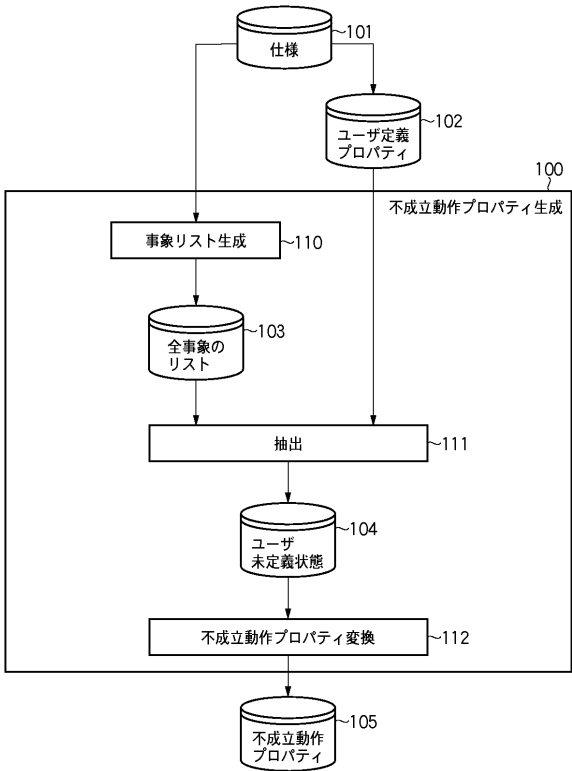 仕様
101
ユーザ定義
プロパティ
102
100
不成立動作プロパティ生成
事象リスト生成
110
全事象の
リスト
103
抽出
111
ユーザ
未定義状態
104
不成立動作プロパティ変換
112
不成立動作
プロパティ
105